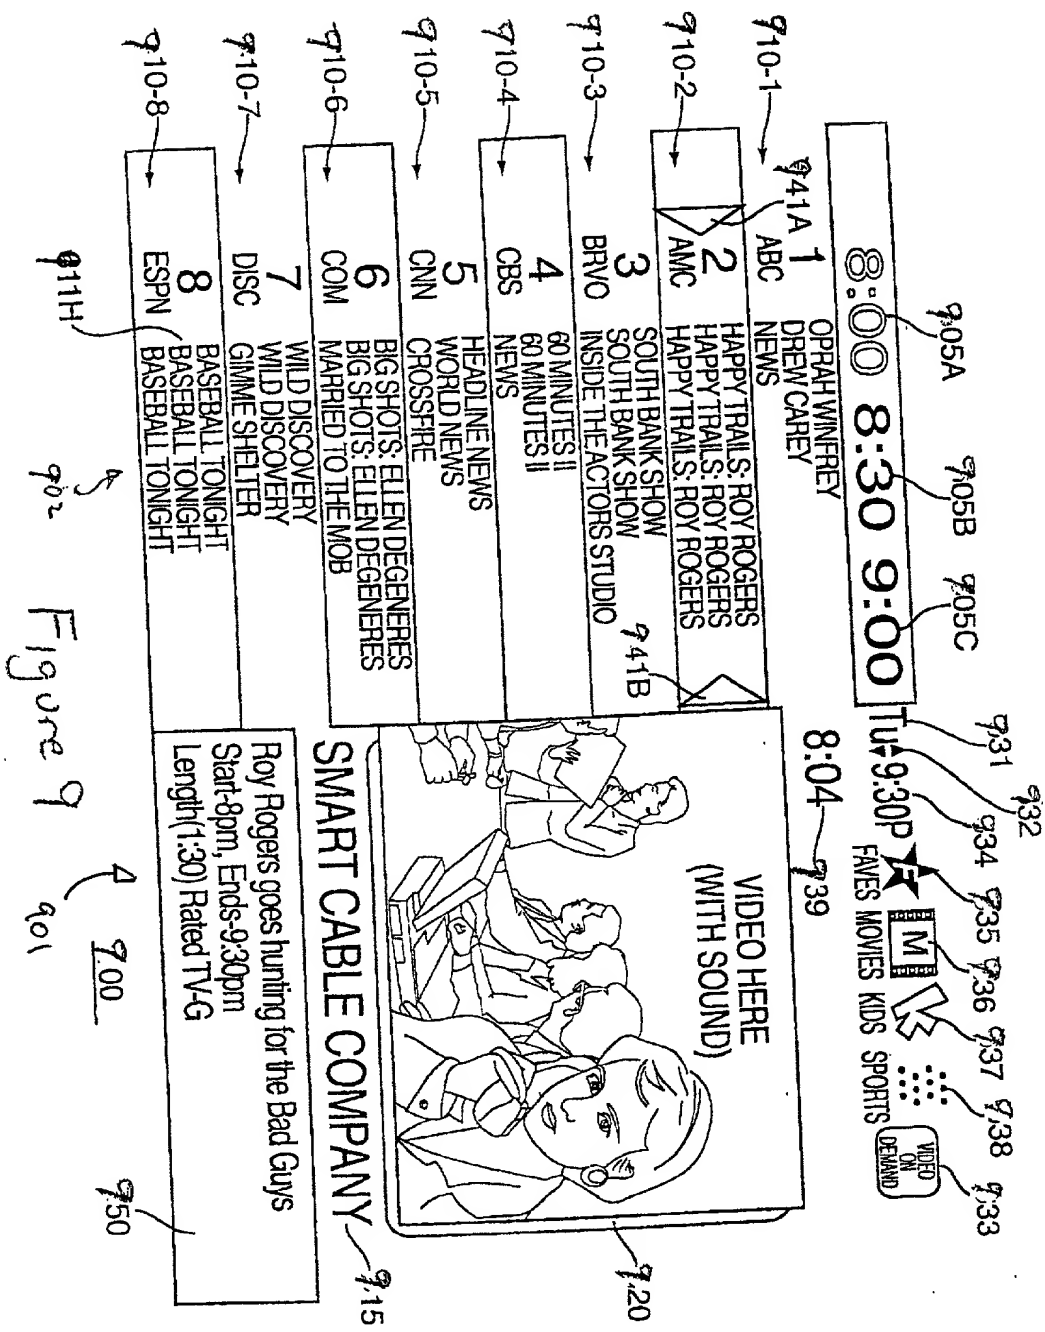 905A
905B
905C
931
932
934
935
936
937
938
933
8:00 8:30 9:00
Tu 9:30P
F
M
K
FAVES MOVIES KIDS SPORTS
VIDEO
ON
DEMAND
8:04
939
910-1
941A
1
ABC
OPRAH WINFREY
DREW CAREY
NEWS
910-2
2
AMC
HAPPY TRAILS: ROY ROGERS
HAPPY TRAILS: ROY ROGERS
HAPPY TRAILS: ROY ROGERS
941B
910-3
3
BRVO
SOUTH BANK SHOW
SOUTH BANK SHOW
INSIDE THE ACTORS STUDIO
910-4
4
CBS
60 MINUTES II
60 MINUTES II
NEWS
910-5
5
CNN
HEADLINE NEWS
WORLD NEWS
CROSSFIRE
910-6
6
COM
BIG SHOTS: ELLEN DEGENERES
BIG SHOTS: ELLEN DEGENERES
MARRIED TO THE MOB
910-7
7
DISC
WILD DISCOVERY
WILD DISCOVERY
GIMME SHELTER
910-8
8
ESPN
BASEBALL TONIGHT
BASEBALL TONIGHT
BASEBALL TONIGHT
911H
VIDEO HERE
(WITH SOUND)
920
SMART CABLE COMPANY
915
Roy Rogers goes hunting for the Bad Guys
Start-8pm, Ends-9:30pm
Length(1:30) Rated TV-G
950
902
901
900
Figure 9